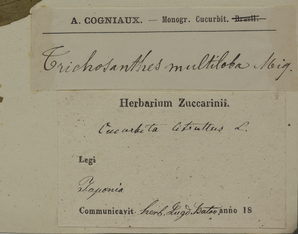 A. COGNIAUX. — Monogr. Cucurbit. Brasil.
Trichosanthes multiloba Miq.
Herbarium Zuccarinii.
Cucurbita citrullus L.
Legi
Japonia
Communicavit herb. Lugd. Batav. anno 18